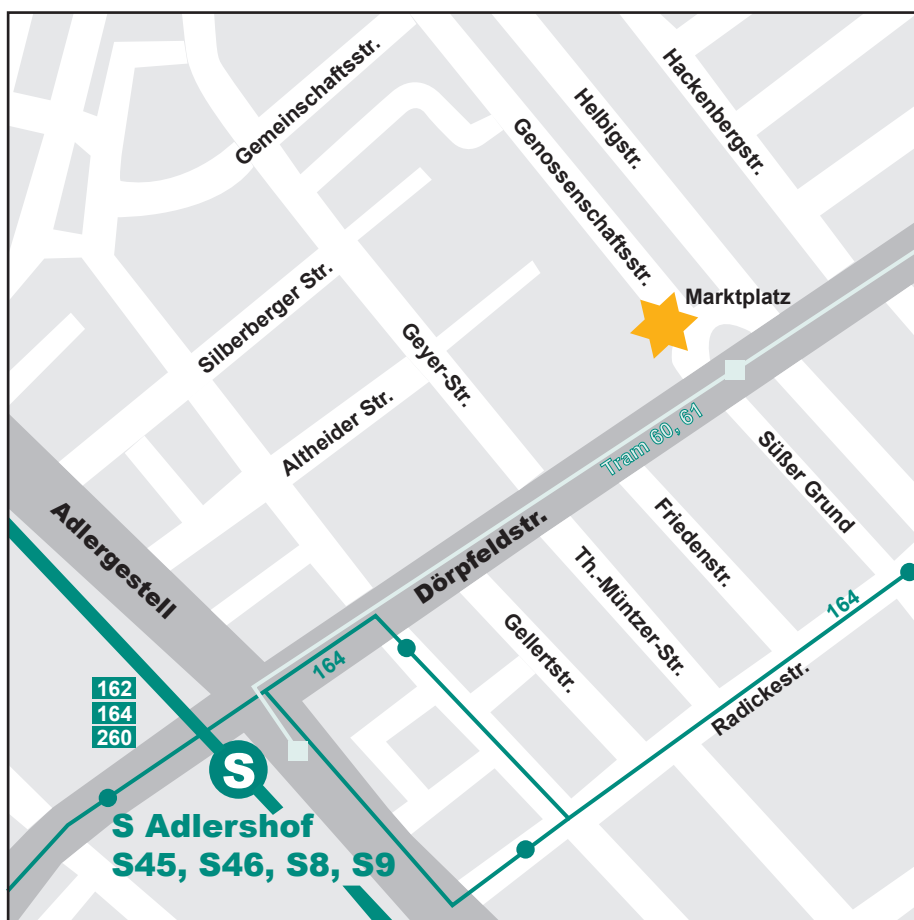 Gemeinschaftsstr.
Hackenbergstr.
Helbigstr.
Genossenschaftsstr.
Silberberger Str.
Marktplatz
Geyer-Str.
Altheider Str.
Tram 60, 61
Süßer Grund
Adlergestell
Dörpfeldstr.
Friedenstr.
Th.-Müntzer-Str.
Gellertstr.
164
164
Radickestr.
162
164
260
S
S Adlershof
S45, S46, S8, S9